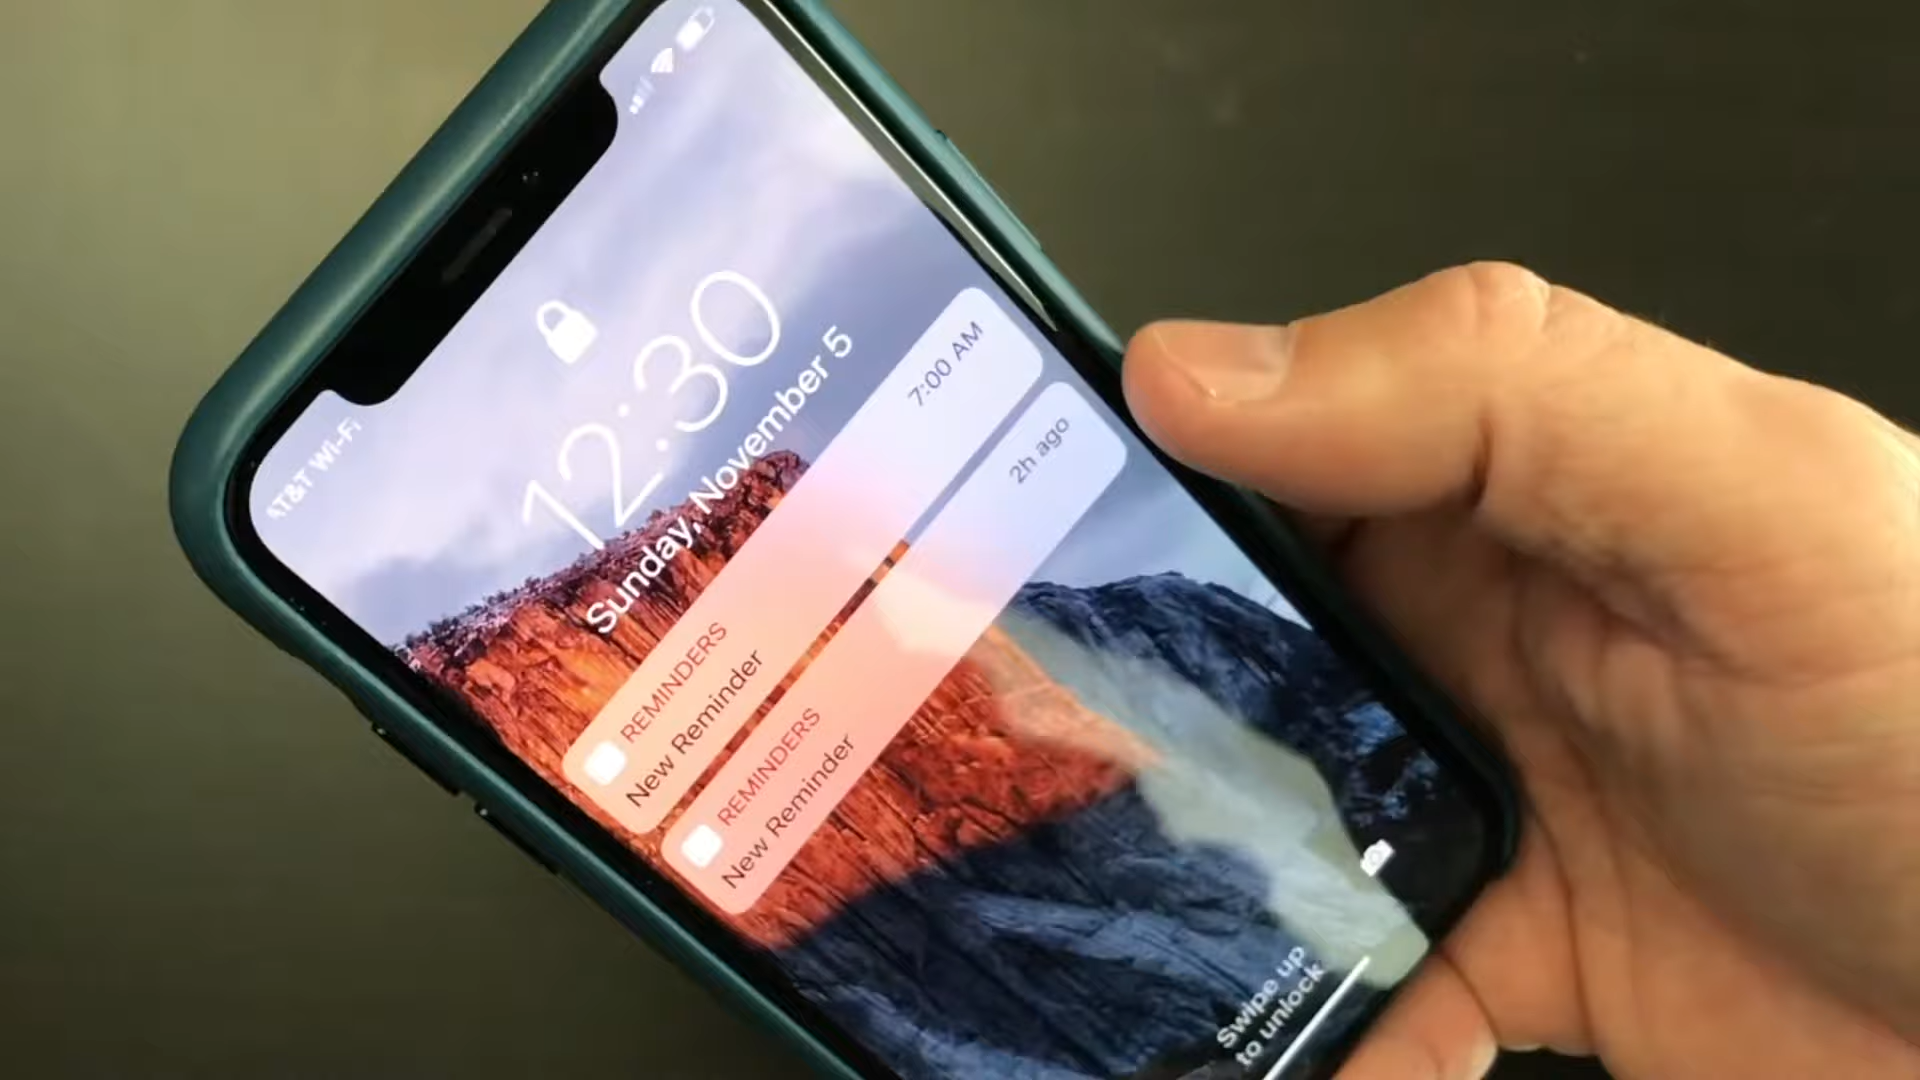 AT&T Wi-Fi
12:30
Sunday, November 5
REMINDERS 7:00 AM
New Reminder
REMINDERS 2h ago
New Reminder
Swipe up
to unlock